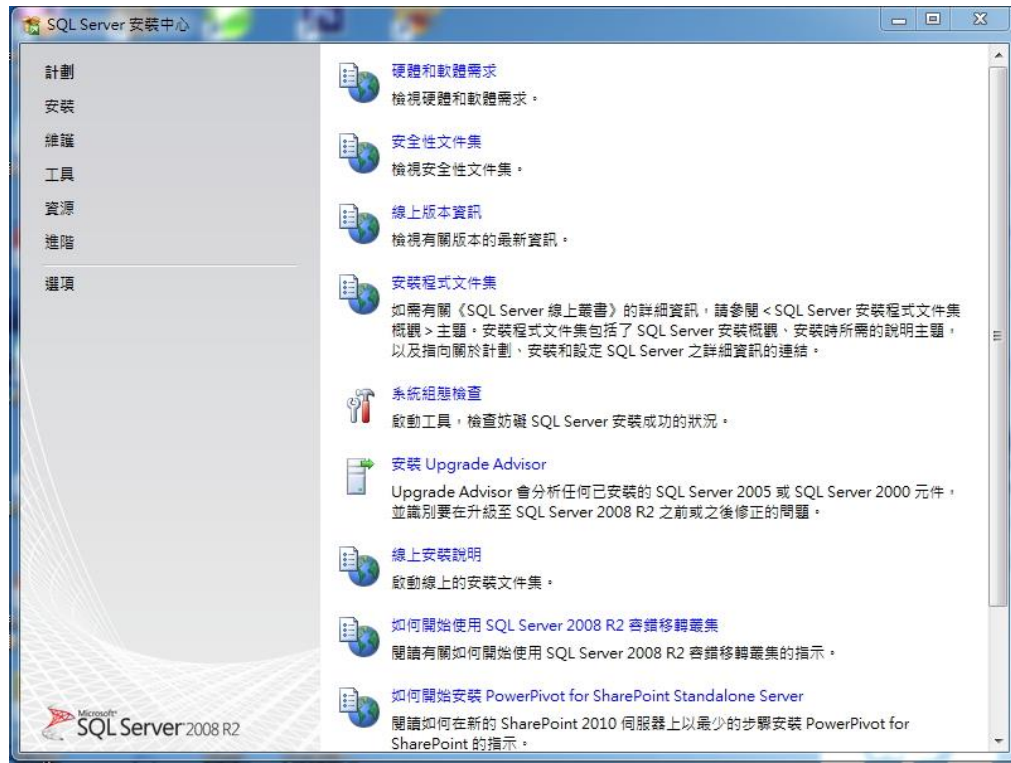 SQL Server 安裝中心
計劃
安裝
維護
工具
資源
進階
選項
硬體和軟體需求
檢視硬體和軟體需求。
安全性文件集
檢視安全性文件集。
線上版本資訊
檢視有關版本的最新資訊。
安裝程式文件集
如需有關《SQL Server 線上叢書》的詳細資訊，請參閱 <SQL Server 安裝程式文件集
概觀> 主題。安裝程式文件集包括了 SQL Server 安裝概觀、安裝時所需的說明主題，
以及指向關於計劃、安裝和設定 SQL Server 之詳細資訊的連結。
系統組態檢查
啟動工具，檢查妨礙 SQL Server 安裝成功的狀況。
安裝 Upgrade Advisor
Upgrade Advisor 會分析任何已安裝的 SQL Server 2005 或 SQL Server 2000 元件，
並識別要在升級至 SQL Server 2008 R2 之前或之後修正的問題。
線上安裝說明
啟動線上的安裝文件集。
如何開始使用 SQL Server 2008 R2 容錯移轉叢集
閱讀有關如何開始使用 SQL Server 2008 R2 容錯移轉叢集的指示。
如何開始安裝 PowerPivot for SharePoint Standalone Server
閱讀如何在新的 SharePoint 2010 伺服器上以最少的步驟安裝 PowerPivot for
SharePoint 的指示。
Microsoft
SQL Server 2008 R2